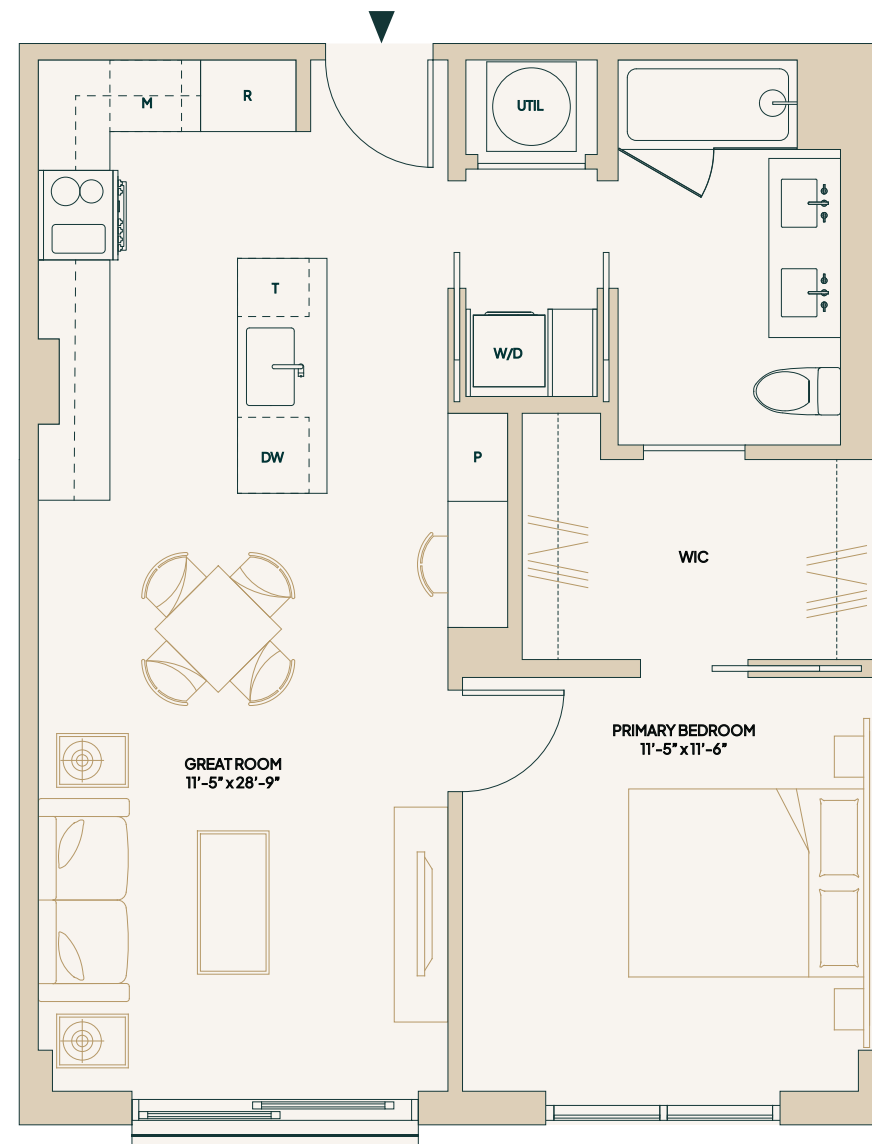 M
R
UTIL
T
W/D
DW
P
WIC
PRIMARY BEDROOM
11'-5" x 11'-6"
GREAT ROOM
11'-5" x 28'-9"